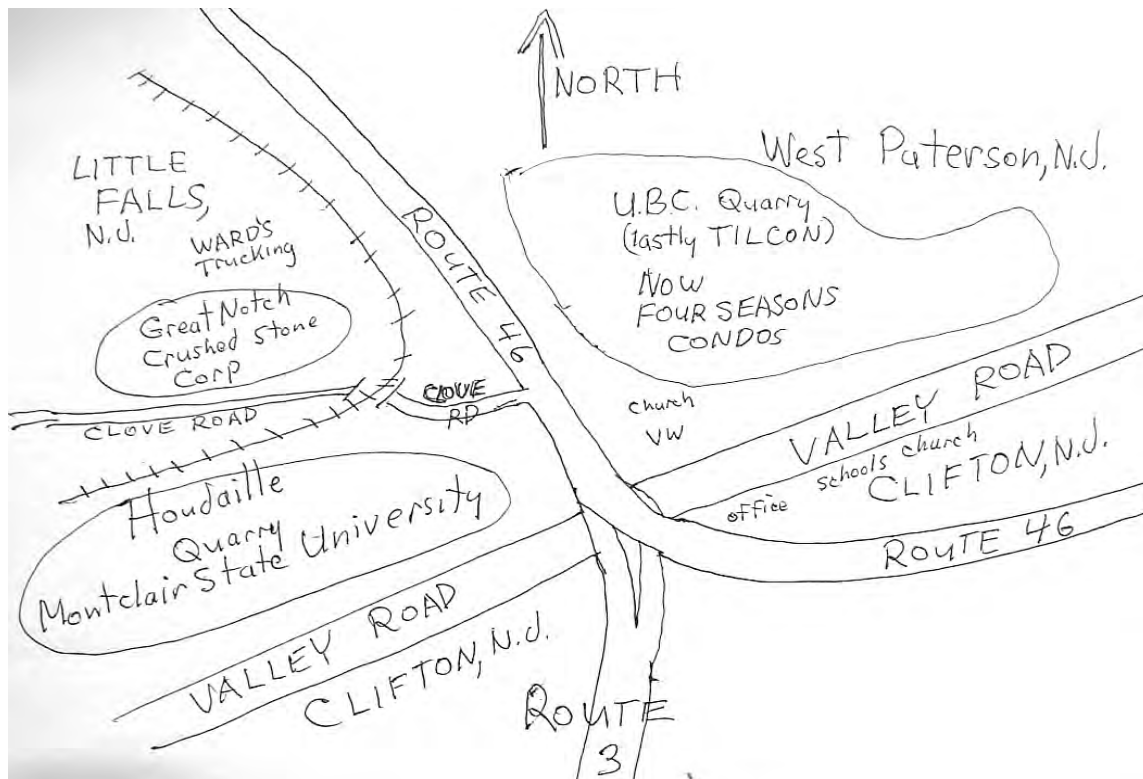 NORTH
West Paterson, N.J.
LITTLE
FALLS,
N.J.
WARD'S
Trucking
Great Notch
Crushed Stone
Corp
ROUTE 46
U.B.C. Quarry
(lastly TILCON)
NOW
FOUR SEASONS
CONDOS
CLOVE ROAD
CLOVE
RD
church
VW
VALLEY ROAD
schools church
office
CLIFTON, N.J.
ROUTE 46
Houdaille
Quarry
Montclair State University
VALLEY ROAD
CLIFTON, N.J.
ROUTE
3